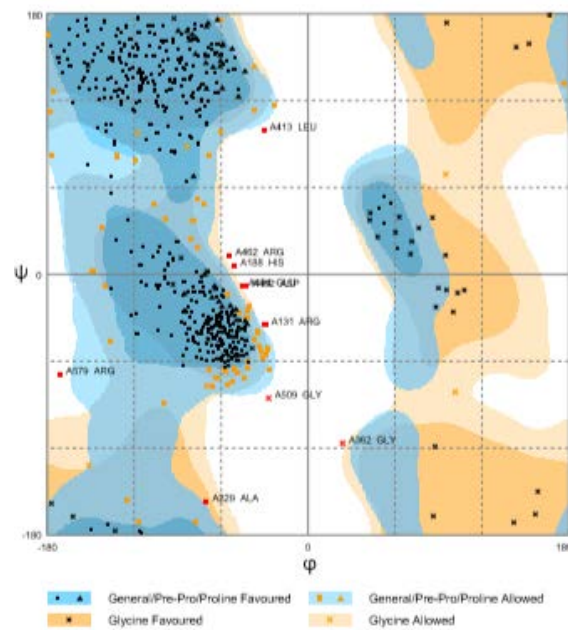 180
A413 LEU
A462 ARG
A188 HIS
ψ 0
A131 ARG
A579 ARG
A509 GLY
A362 GLY
A229 ALA
-180
-180 0 180
φ
General/Pre-Pro/Proline Favoured General/Pre-Pro/Proline Allowed
Glycine Favoured Glycine Allowed